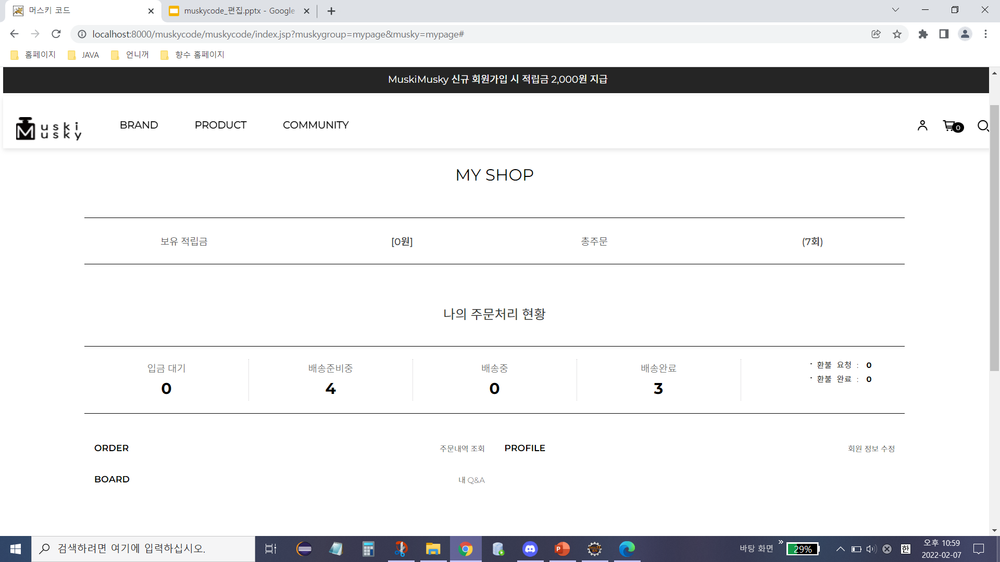 머스키 코드
muskycode_편집.pptx - Google
localhost:8000/muskycode/muskycode/index.jsp?muskygroup=mypage&musky=mypage#
홈페이지 JAVA 언니꺼 향수 홈페이지
MuskiMusky 신규 회원가입 시 적립금 2,000원 지급
Muski
Musky
BRAND PRODUCT COMMUNITY
0
MY SHOP
보유 적립금 [0원] 총주문 (7회)
나의 주문처리 현황
입금 대기 배송준비중 배송중 배송완료
0 4 0 3
· 환불 요청 : 0
· 환불 완료 : 0
ORDER 주문내역 조회 PROFILE 회원 정보 수정
BOARD 내 Q&A
검색하려면 여기에 입력하십시오.
바탕 화면 » 29% 한
오후 10:59
2022-02-07